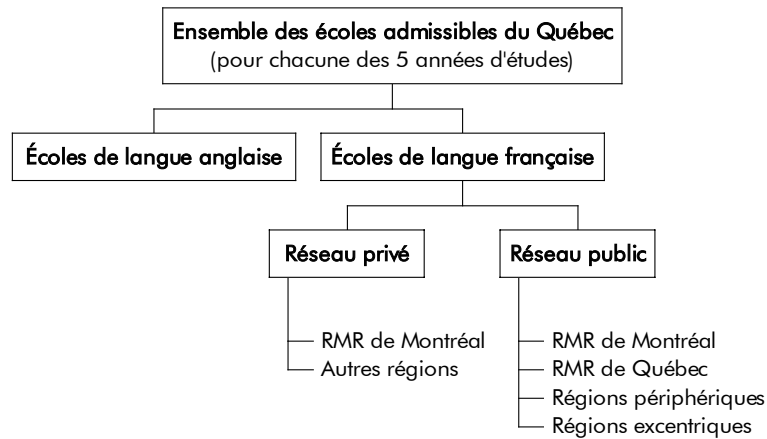 Ensemble des écoles admissibles du Québec
(pour chacune des 5 années d'études)
Écoles de langue anglaise
Écoles de langue française
Réseau privé
Réseau public
RMR de Montréal
Autres régions
RMR de Montréal
RMR de Québec
Régions périphériques
Régions excentriques